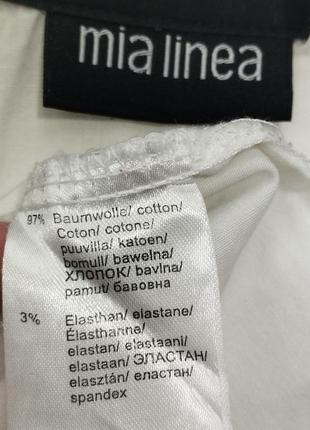 mia linea
97% Baumwolle/ cotton/
Coton/ cotone/
puuvilla/ katoen/
bomull/ bawelna/
ХЛОПОК/ bavlna/
pamut/ бавовна
3% Elasthan/ elastane/
Élasthanne/
elastan/ elastaani/
elastaan/ ЭЛАСТАН/
elasztán/ еластан/
spandex